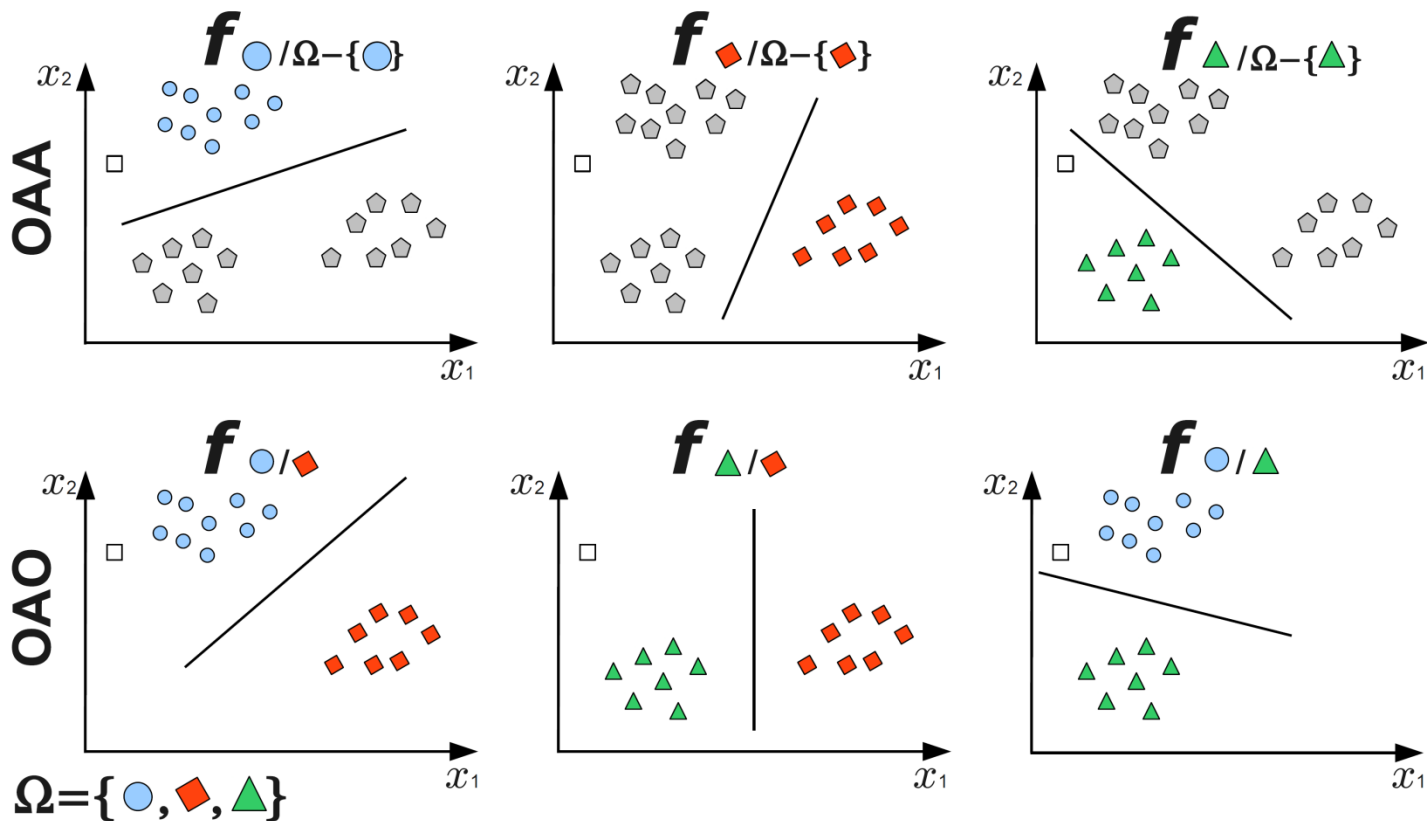 f ○/Ω−{○}
f ◆/Ω−{◆}
f ▲/Ω−{▲}
OAA
x₂
x₁
x₂
x₁
x₂
x₁
f ○/◆
f ▲/◆
f ○/▲
OAO
x₂
x₁
x₂
x₁
x₂
x₁
Ω={○,◆,▲}